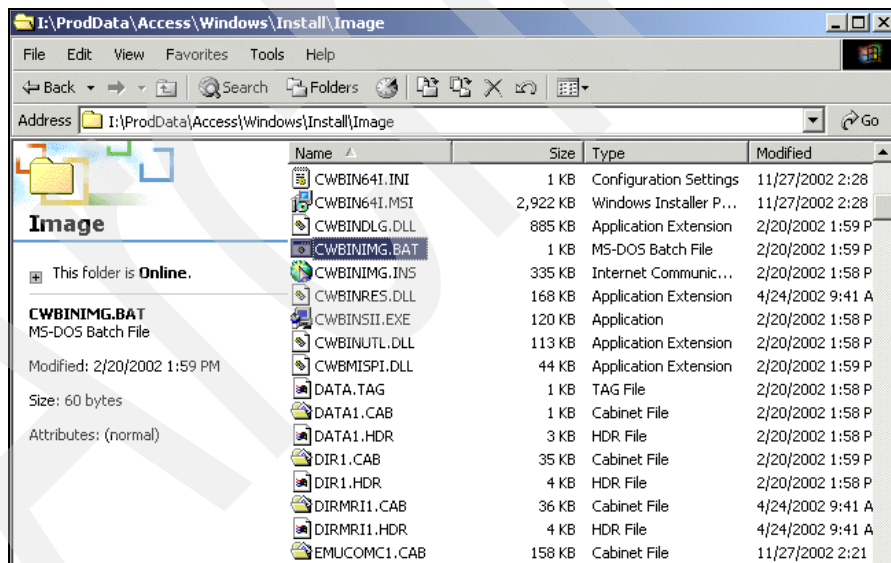 I:\ProdData\Access\Windows\Install\Image
File Edit View Favorites Tools Help
Back Search Folders
Address I:\ProdData\Access\Windows\Install\Image Go
Name Size Type Modified
CWBIN64I.INI 1 KB Configuration Settings 11/27/2002 2:28
CWBIN64I.MSI 2,922 KB Windows Installer P... 11/27/2002 2:28
CWBINDLG.DLL 885 KB Application Extension 2/20/2002 1:59 P
Image
CWBINIMG.BAT 1 KB MS-DOS Batch File 2/20/2002 1:59 P
This folder is Online.
CWBINIMG.INS 335 KB Internet Communic... 2/20/2002 1:58 P
CWBINRES.DLL 168 KB Application Extension 4/24/2002 9:41 A
CWBINIMG.BAT
CWBINSII.EXE 120 KB Application 2/20/2002 1:58 P
MS-DOS Batch File
CWBINUTL.DLL 113 KB Application Extension 2/20/2002 1:58 P
Modified: 2/20/2002 1:59 PM
CWBMISPI.DLL 44 KB Application Extension 2/20/2002 1:59 P
DATA.TAG 1 KB TAG File 2/20/2002 1:58 P
Size: 60 bytes
DATA1.CAB 1 KB Cabinet File 2/20/2002 1:58 P
Attributes: (normal)
DATA1.HDR 3 KB HDR File 2/20/2002 1:58 P
DIR1.CAB 35 KB Cabinet File 2/20/2002 1:59 P
DIR1.HDR 4 KB HDR File 2/20/2002 1:58 P
DIRMRI1.CAB 36 KB Cabinet File 4/24/2002 9:41 A
DIRMRI1.HDR 4 KB HDR File 4/24/2002 9:41 A
EMUCOMC1.CAB 158 KB Cabinet File 11/27/2002 2:21